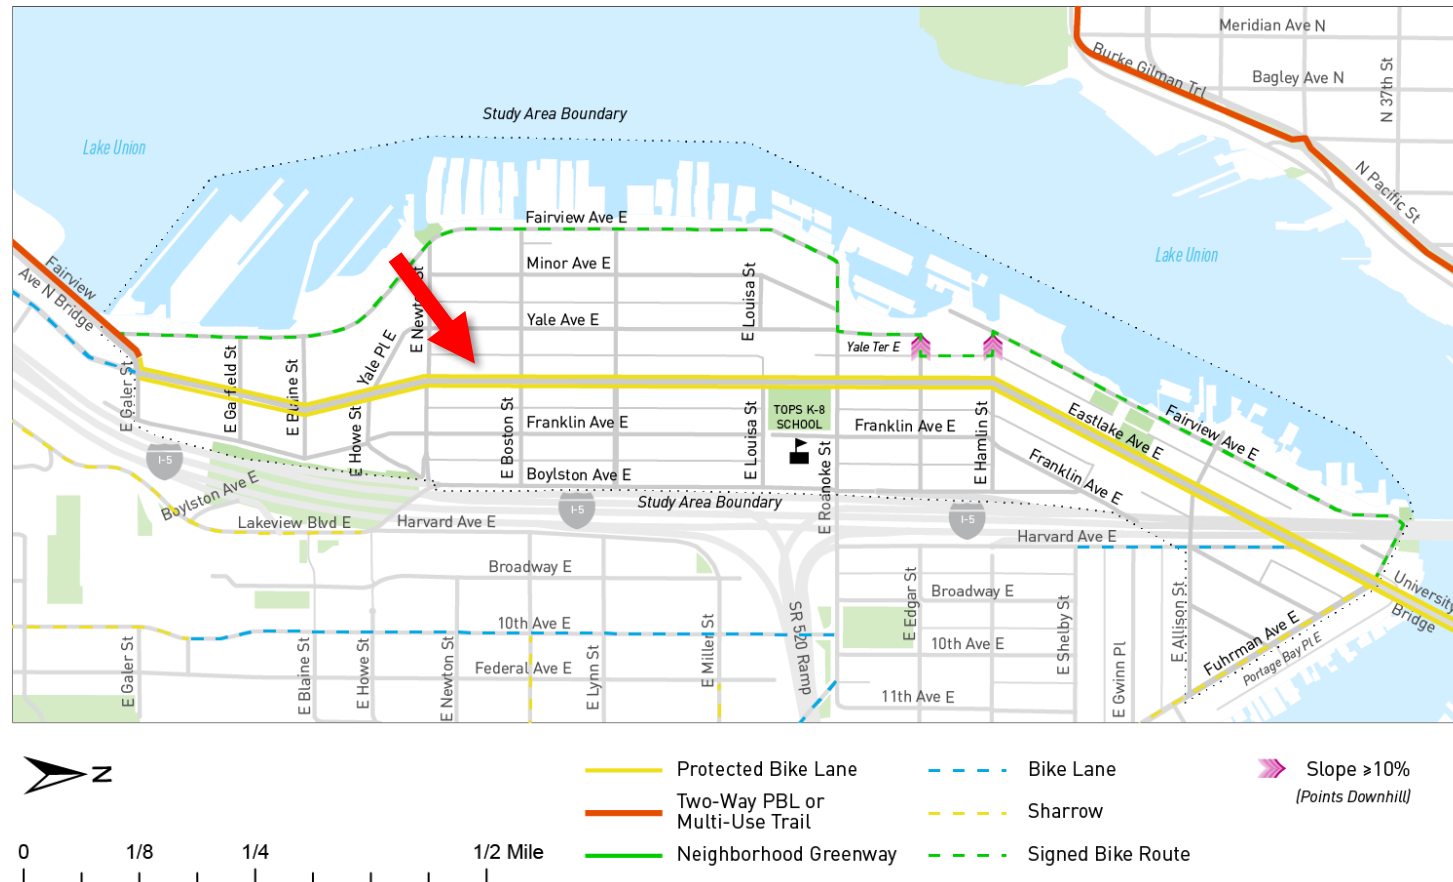 Meridian Ave N
Burke Gilman Trl
Bagley Ave N
N 37th St
Study Area Boundary
Lake Union
N Pacific St
Fairview Ave E
Lake Union
Fairview
Ave N Bridge
Minor Ave E
E Louisa St
Yale Ave E
E Newton St
Yale Pl E
Yale Ter E
E Galer St
E Garfield St
E Blaine St
E Howe St
E Boston St
Franklin Ave E
E Louisa St
TOPS K-8
SCHOOL
Franklin Ave E
E Roanoke St
E Hamlin St
Eastlake Ave E
Fairview Ave E
Franklin Ave E
I-5
Boylston Ave E
Boylston Ave E
Study Area Boundary
I-5
I-5
Lakeview Blvd E
Harvard Ave E
Harvard Ave E
Broadway E
Broadway E
E Edgar St
E Shelby St
E Allison St
University
Bridge
SR 520 Ramp
10th Ave E
10th Ave E
E Miller St
Fuhrman Ave E
Portage Bay Pl E
E Galer St
E Blaine St
E Howe St
E Newton St
Federal Ave E
E Lynn St
11th Ave E
E Gwinn Pl
N
Protected Bike Lane
Two-Way PBL or
Multi-Use Trail
Neighborhood Greenway
Bike Lane
Sharrow
Signed Bike Route
Slope ≥10%
(Points Downhill)
0 1/8 1/4 1/2 Mile